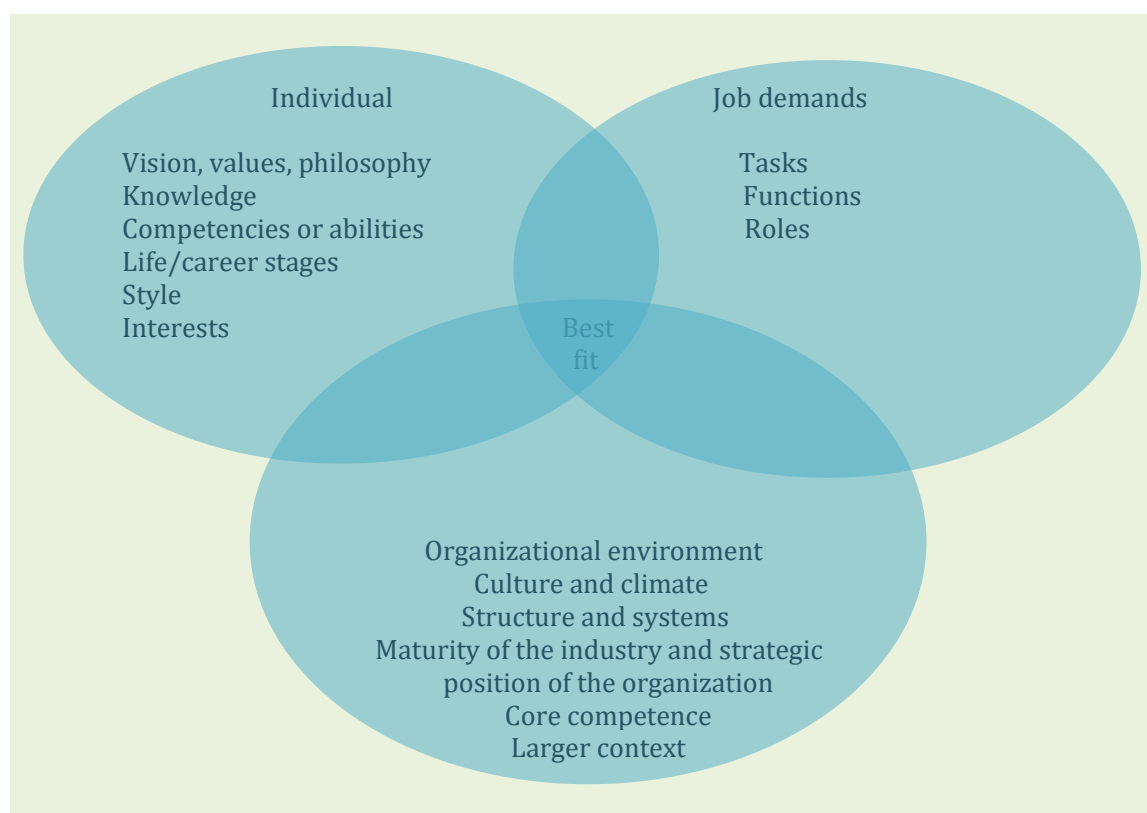 Individual
Vision, values, philosophy
Knowledge
Competencies or abilities
Life/career stages
Style
Interests
Job demands
Tasks
Functions
Roles
Best
fit
Organizational environment
Culture and climate
Structure and systems
Maturity of the industry and strategic
position of the organization
Core competence
Larger context